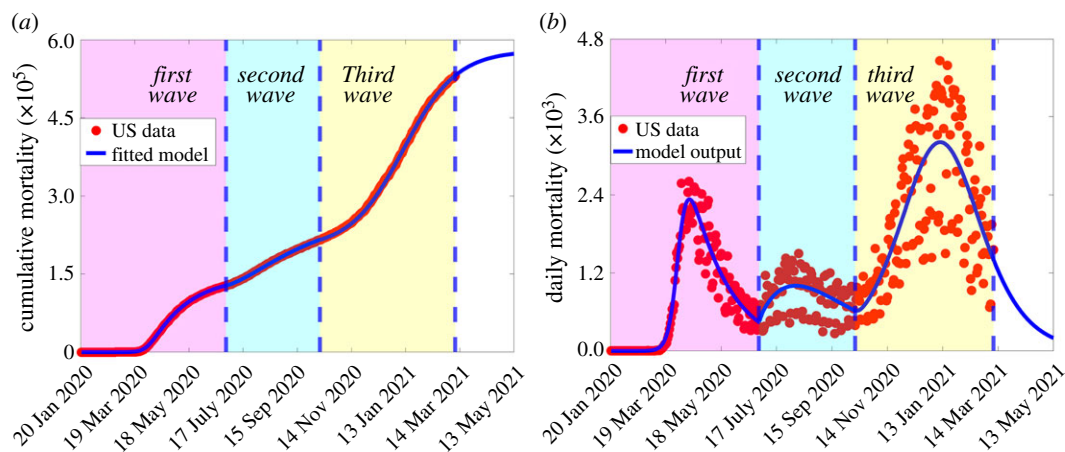 (a)
6.0
4.5
3.0
1.5
0
cumulative mortality (×10⁵)
first
wave
second
wave
Third
wave
US data
fitted model
20 Jan 2020
19 Mar 2020
18 May 2020
17 July 2020
15 Sep 2020
14 Nov 2020
13 Jan 2021
14 Mar 2021
13 May 2021
(b)
4.8
3.6
2.4
1.2
0.0
daily mortality (×10³)
first
wave
second
wave
third
wave
US data
model output
20 Jan 2020
19 Mar 2020
18 May 2020
17 July 2020
15 Sep 2020
14 Nov 2020
13 Jan 2021
14 Mar 2021
13 May 2021